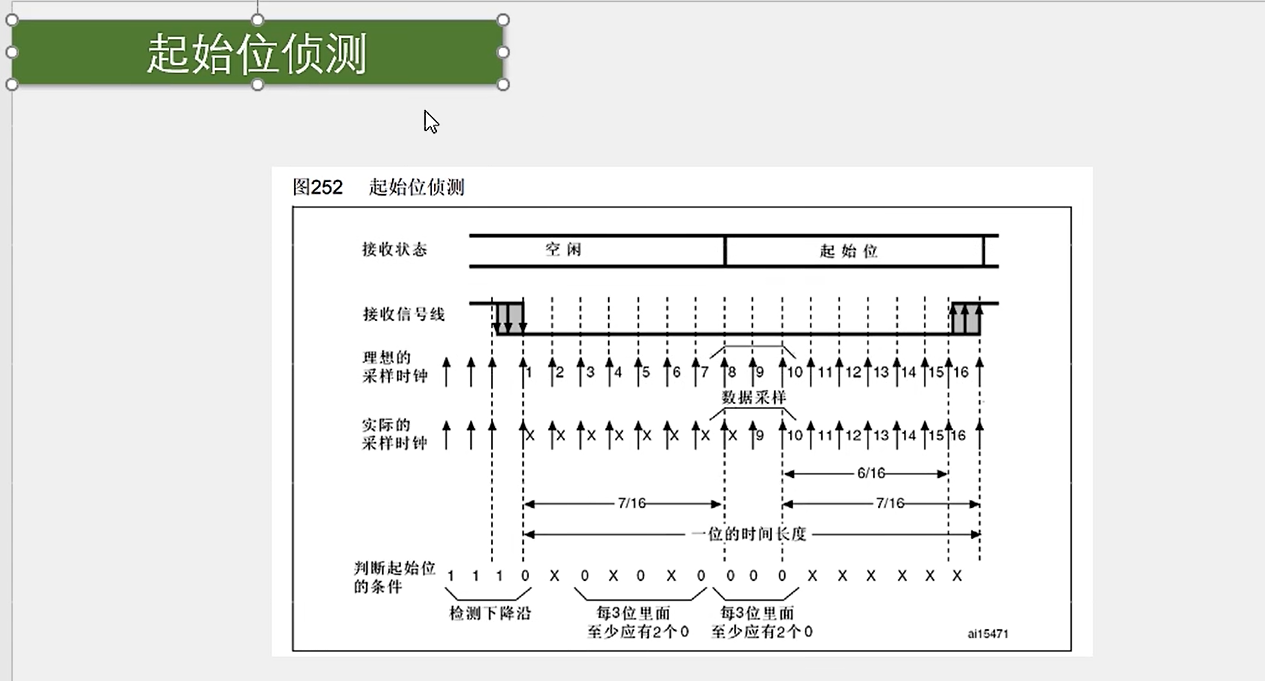 起始位侦测
图252 起始位侦测
接收状态 空闲 起始位
接收信号线
理想的
采样时钟
1 2 3 4 5 6 7 8 9 10 11 12 13 14 15 16
数据采样
实际的
采样时钟
X X X X X X X X 9 10 11 12 13 14 15 16
6/16
7/16 7/16
一位的时间长度
判断起始位
的条件
1 1 1 0 X 0 X 0 X 0 0 0 0 X X X X X X
检测下降沿 每3位里面 每3位里面
至少应有2个0 至少应有2个0
ai15471